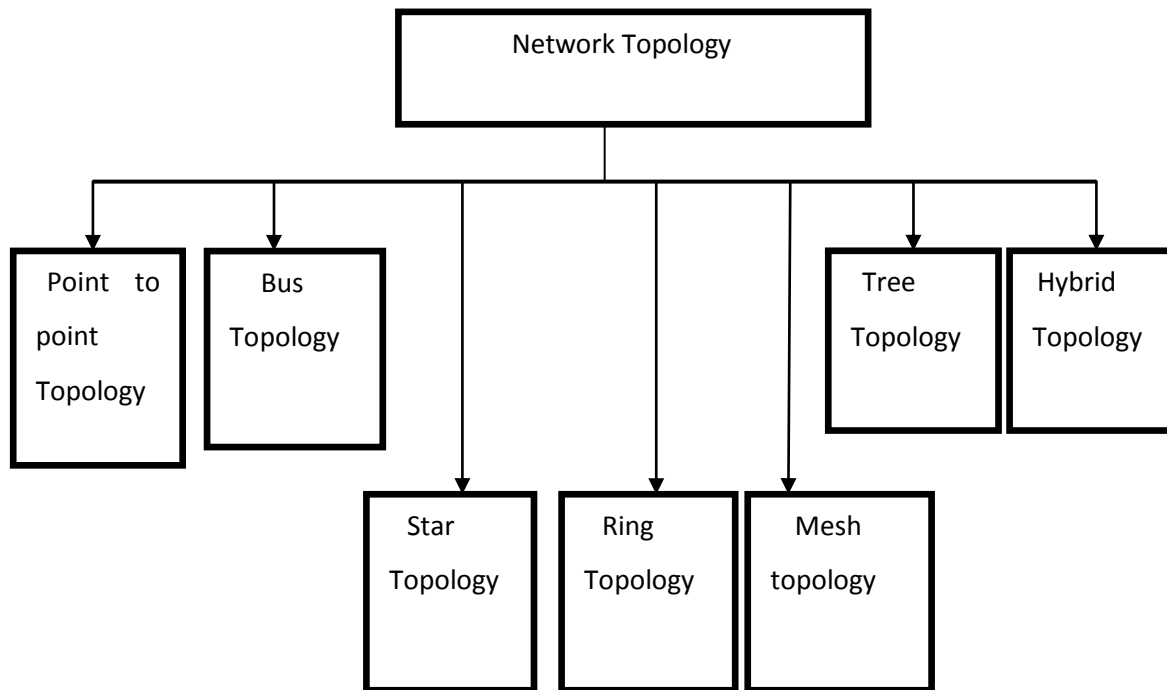 Network Topology
Point to
point
Topology
Bus
Topology
Tree
Topology
Hybrid
Topology
Star
Topology
Ring
Topology
Mesh
topology